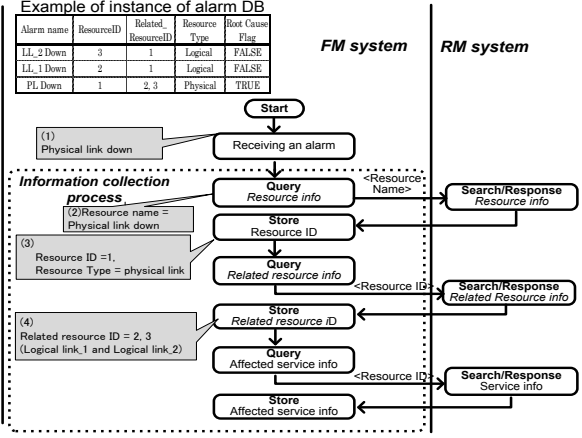 Example of instance of alarm DB
Alarm name ResourceID Related_ Resource Root Cause
ResourceID Type Flag
LL_2 Down 3 1 Logical FALSE
LL_1 Down 2 1 Logical FALSE
PL Down 1 2, 3 Physical TRUE
FM system RM system
Start
(1)
Physical link down
Receiving an alarm
Information collection
process
Query
Resource info
<Resource
Name>
Search/Response
Resource info
(2)Resource name =
Physical link down
Store
Resource ID
(3)
Resource ID =1,
Resource Type = physical link
Query
Related resource info
<Resource ID>
Search/Response
Related Resource info
Store
Related resource iD
(4)
Related resource ID = 2, 3
(Logical link_1 and Logical link_2)
Query
Affected service info
<Resource ID>
Search/Response
Service info
Store
Affected service info